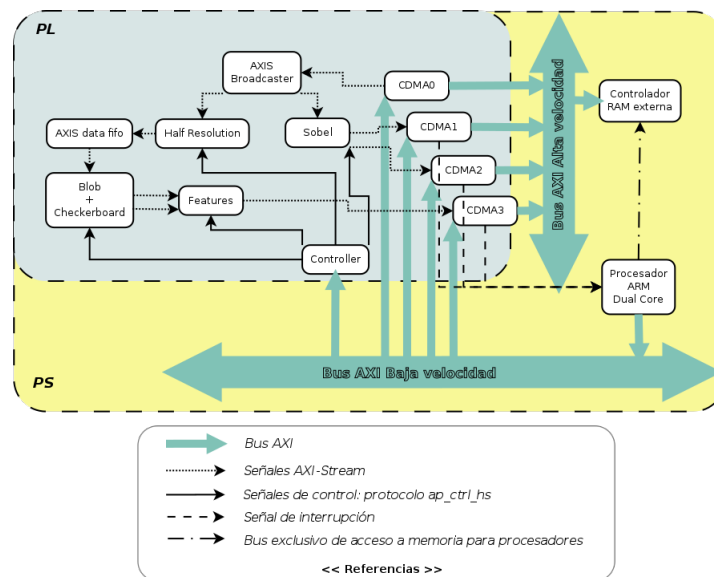 PL
AXIS
Broadcaster
CDMA0
Controlador
RAM externa
AXIS data fifo
Half Resolution
Sobel
CDMA1
Bus AXI Alta velocidad
CDMA2
Blob
+
Checkerboard
Features
CDMA3
Controller
Procesador
ARM
Dual Core
Bus AXI Baja velocidad
PS
Bus AXI
Señales AXI-Stream
Señales de control: protocolo ap_ctrl_hs
Señal de interrupción
Bus exclusivo de acceso a memoria para procesadores
<< Referencias >>